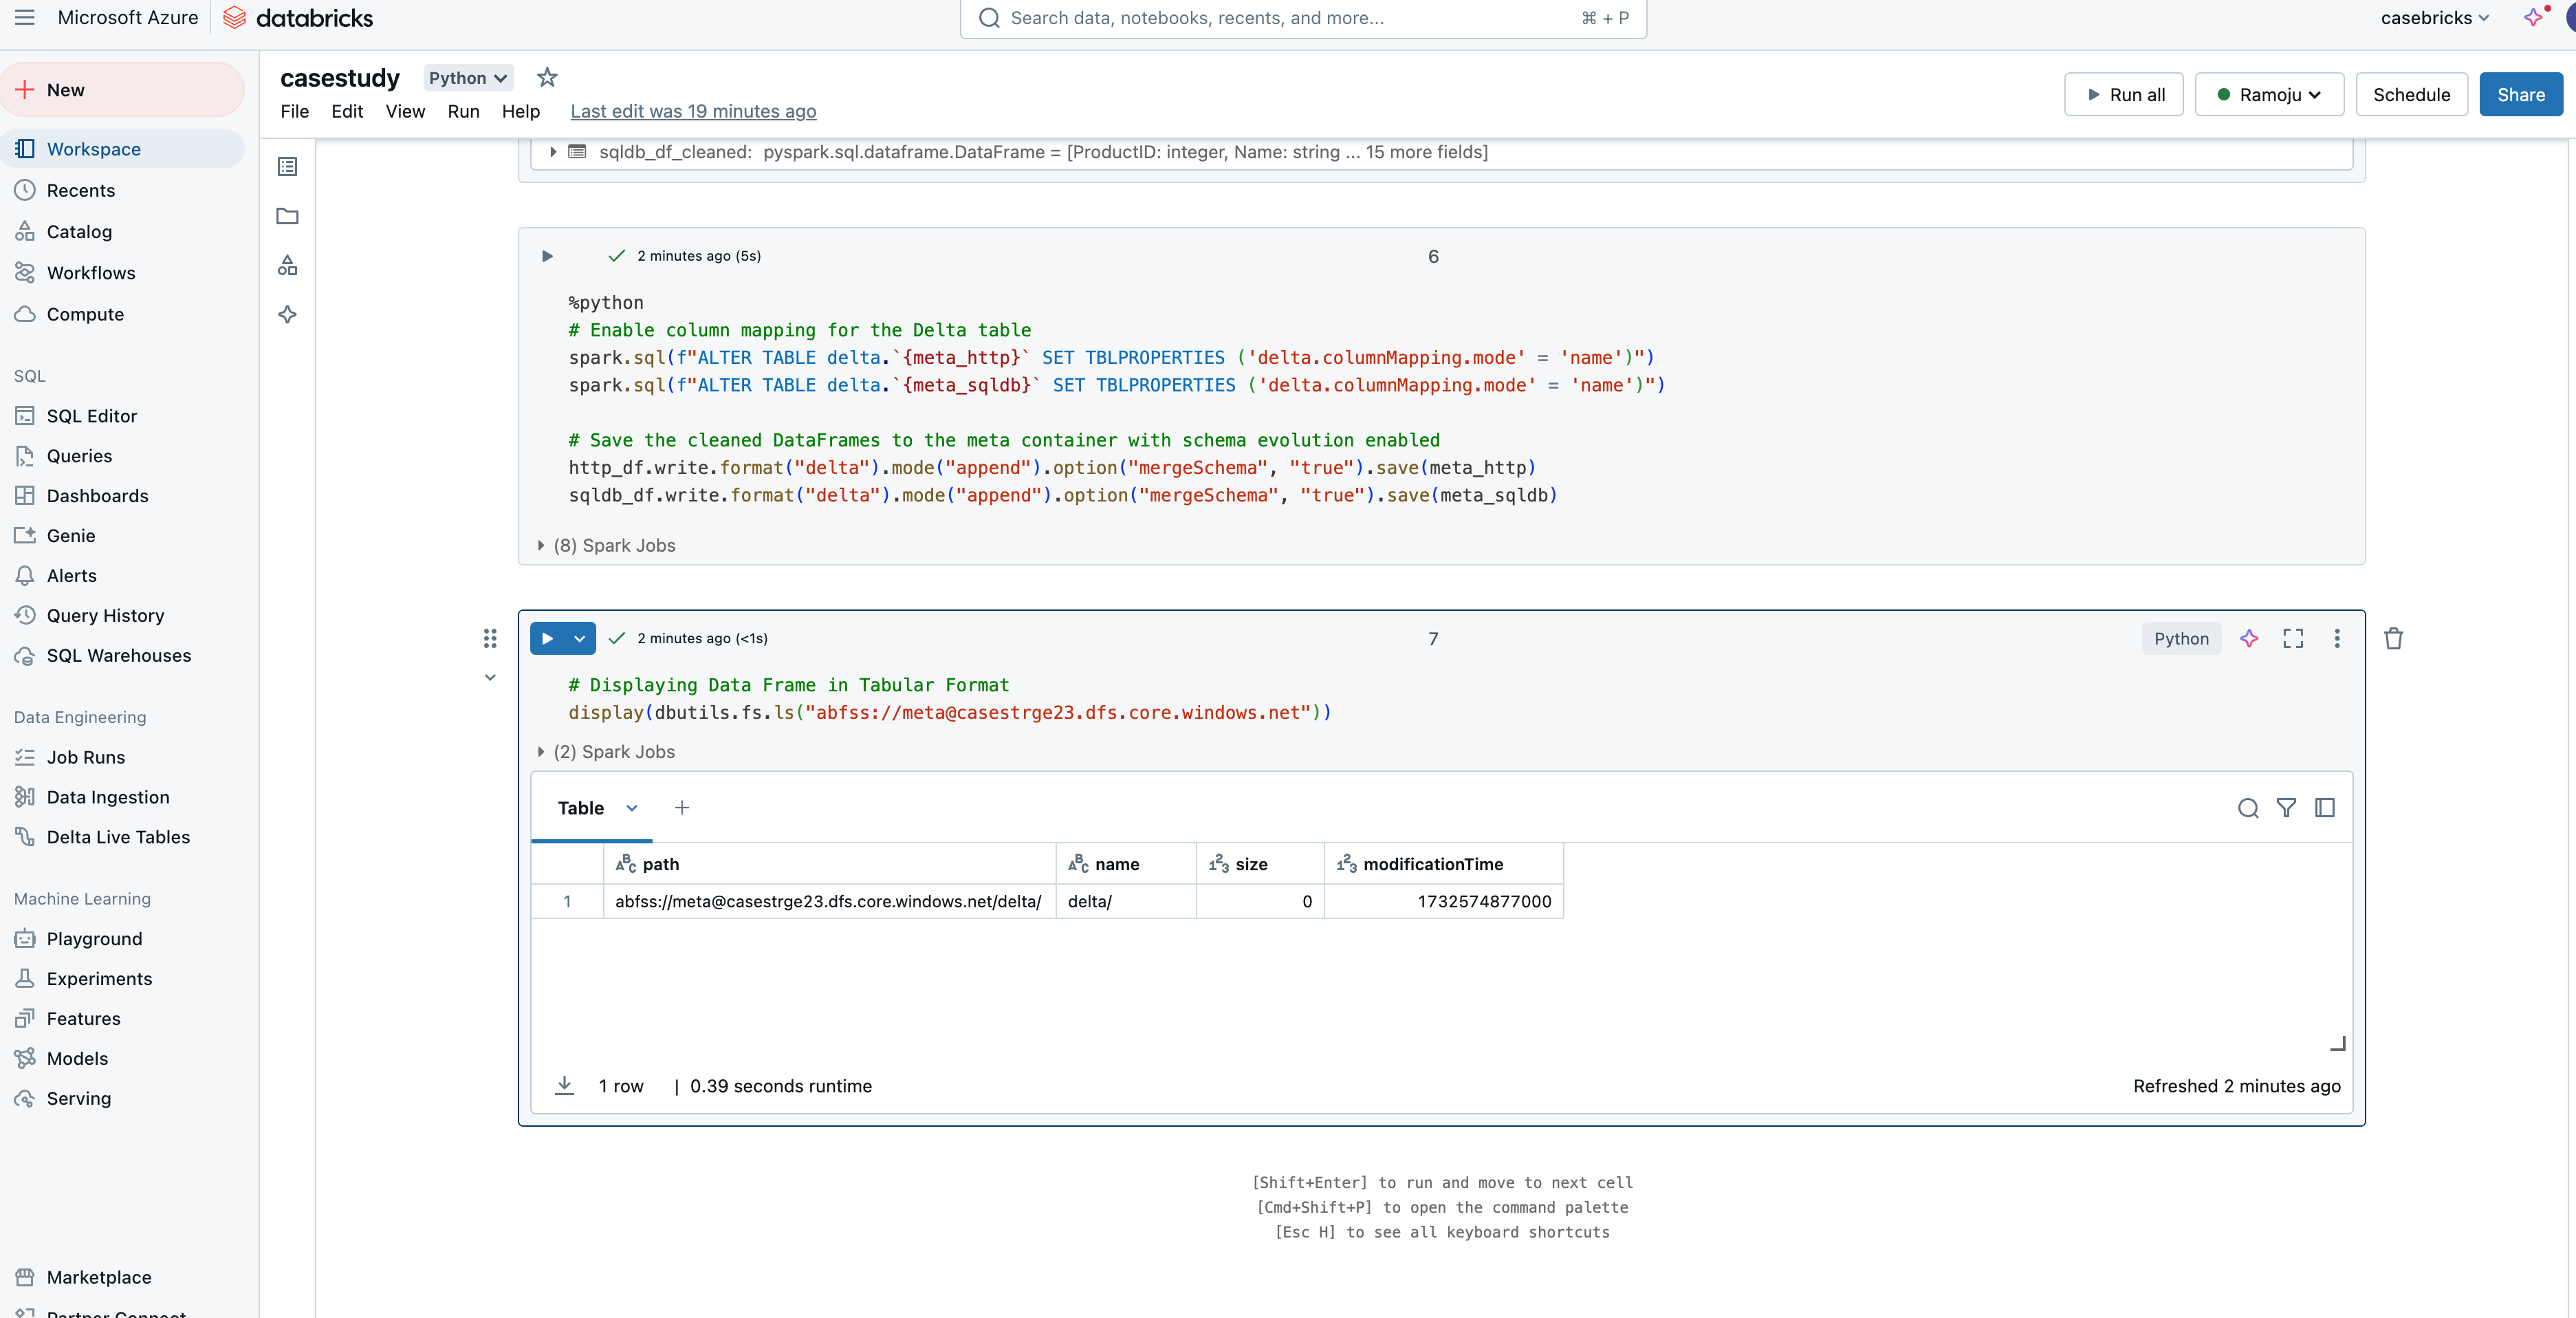 Microsoft Azure
databricks
Search data, notebooks, recents, and more...
⌘ + P
casebricks
New
Workspace
Recents
Catalog
Workflows
Compute
SQL
SQL Editor
Queries
Dashboards
Genie
Alerts
Query History
SQL Warehouses
Data Engineering
Job Runs
Data Ingestion
Delta Live Tables
Machine Learning
Playground
Experiments
Features
Models
Serving
Marketplace
Partner Connect
casestudy
Python
File Edit View Run Help Last edit was 19 minutes ago
Run all
Ramoju
Schedule
Share
sqldb_df_cleaned: pyspark.sql.dataframe.DataFrame = [ProductID: integer, Name: string ... 15 more fields]
2 minutes ago (5s)
6
%python
# Enable column mapping for the Delta table
spark.sql(f"ALTER TABLE delta.`{meta_http}` SET TBLPROPERTIES ('delta.columnMapping.mode' = 'name')")
spark.sql(f"ALTER TABLE delta.`{meta_sqldb}` SET TBLPROPERTIES ('delta.columnMapping.mode' = 'name')")
# Save the cleaned DataFrames to the meta container with schema evolution enabled
http_df.write.format("delta").mode("append").option("mergeSchema", "true").save(meta_http)
sqldb_df.write.format("delta").mode("append").option("mergeSchema", "true").save(meta_sqldb)
(8) Spark Jobs
2 minutes ago (<1s)
7
Python
# Displaying Data Frame in Tabular Format
display(dbutils.fs.ls("abfss://meta@casestrge23.dfs.core.windows.net"))
(2) Spark Jobs
Table
path name size modificationTime
1 abfss://meta@casestrge23.dfs.core.windows.net/delta/ delta/ 0 1732574877000
1 row | 0.39 seconds runtime
Refreshed 2 minutes ago
[Shift+Enter] to run and move to next cell
[Cmd+Shift+P] to open the command palette
[Esc H] to see all keyboard shortcuts